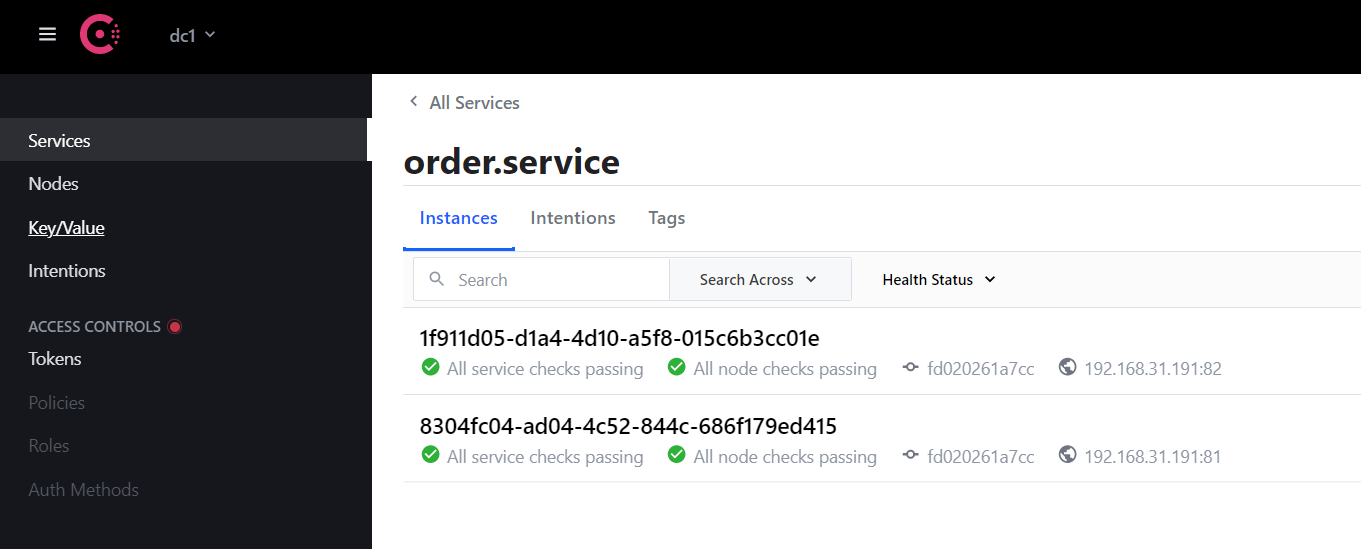 dc1
Services
Nodes
Key/Value
Intentions
ACCESS CONTROLS
Tokens
Policies
Roles
Auth Methods
All Services
order.service
Instances Intentions Tags
Search Search Across Health Status
1f911d05-d1a4-4d10-a5f8-015c6b3cc01e
All service checks passing All node checks passing fd020261a7cc 192.168.31.191:82
8304fc04-ad04-4c52-844c-686f179ed415
All service checks passing All node checks passing fd020261a7cc 192.168.31.191:81